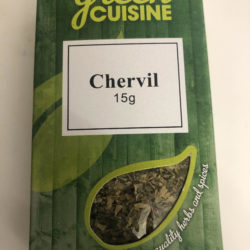 green
CUISINE
Chervil
15g
quality herbs and spices